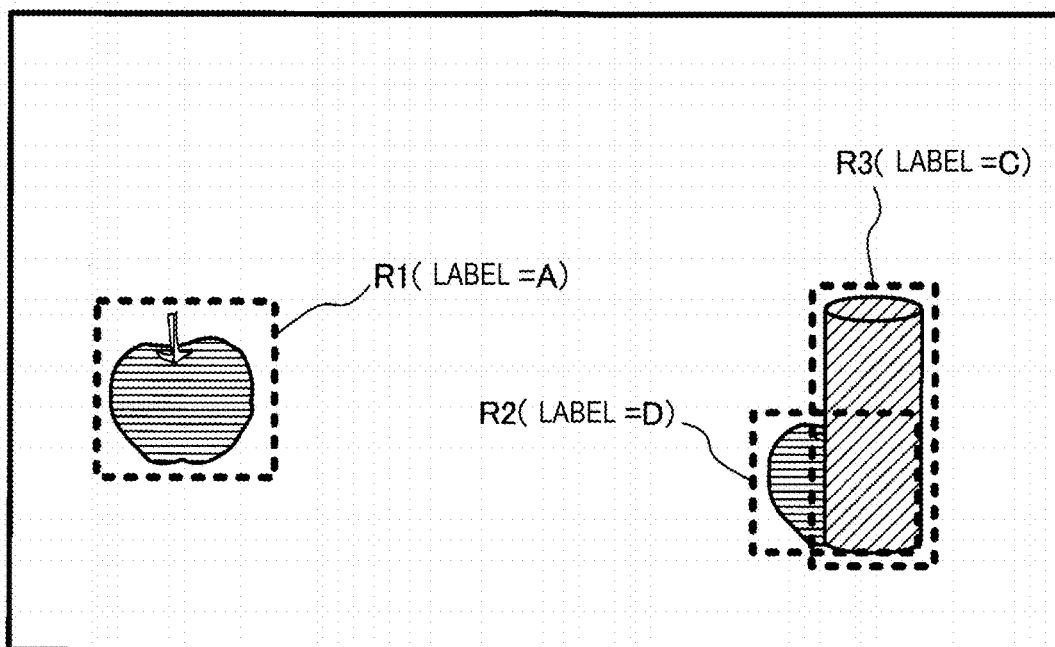 R3( LABEL =C)
R1( LABEL =A)
R2( LABEL =D)